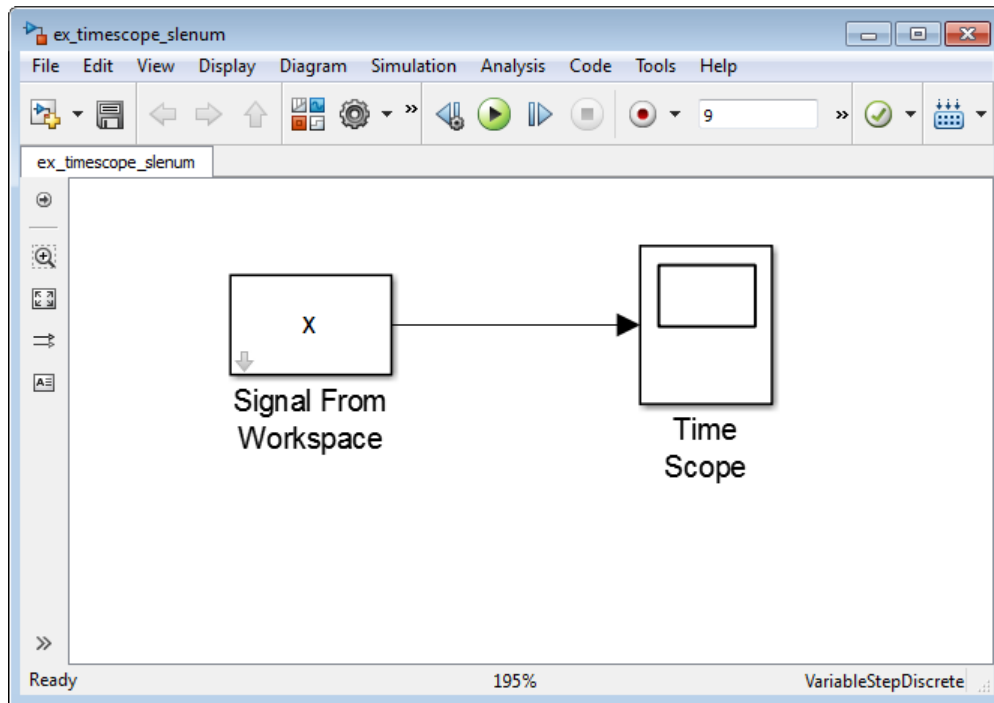 ex_timescope_slenum
File Edit View Display Diagram Simulation Analysis Code Tools Help
» 9 »
ex_timescope_slenum
X
Signal From
Workspace
Time
Scope
A
»
Ready 195% VariableStepDiscrete